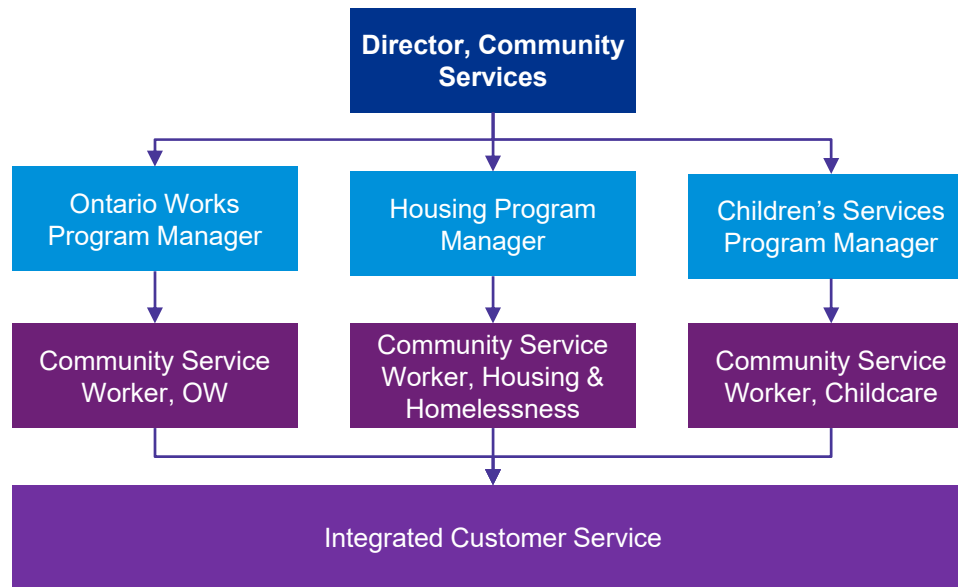 Director, Community
Services
Ontario Works
Program Manager
Housing Program
Manager
Children’s Services
Program Manager
Community Service
Worker, OW
Community Service
Worker, Housing &
Homelessness
Community Service
Worker, Childcare
Integrated Customer Service